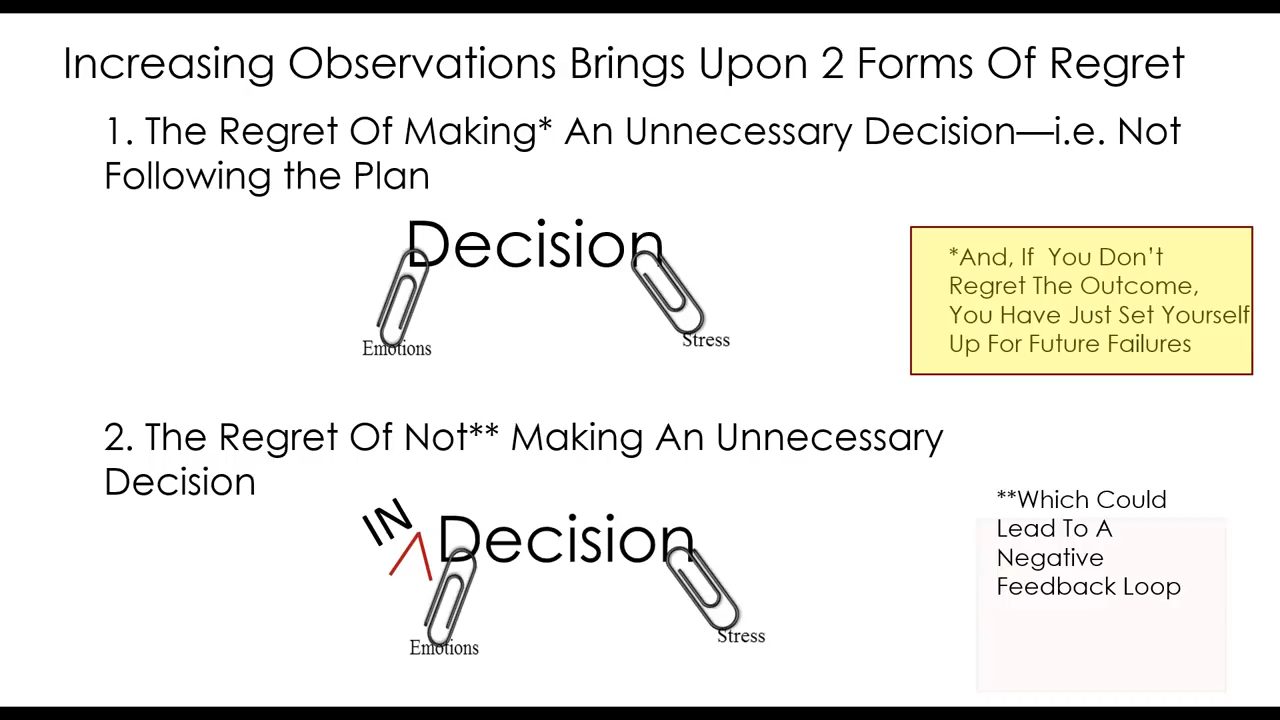 Increasing Observations Brings Upon 2 Forms Of Regret
1. The Regret Of Making* An Unnecessary Decision—i.e. Not
Following the Plan
Decision
Emotions
Stress
*And, If You Don't
Regret The Outcome,
You Have Just Set Yourself
Up For Future Failures
2. The Regret Of Not** Making An Unnecessary
Decision
IN
Decision
Emotions
Stress
**Which Could
Lead To A
Negative
Feedback Loop